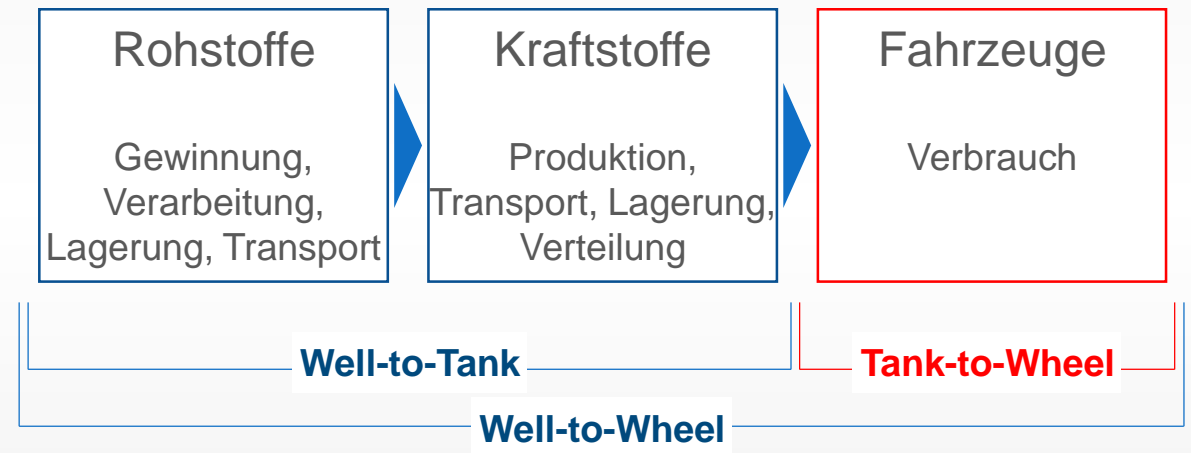 Rohstoffe
Gewinnung,
Verarbeitung,
Lagerung, Transport
Kraftstoffe
Produktion,
Transport, Lagerung,
Verteilung
Fahrzeuge
Verbrauch
Well-to-Tank
Tank-to-Wheel
Well-to-Wheel